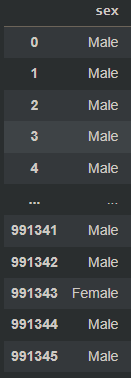 sex
0 Male
1 Male
2 Male
3 Male
4 Male
... ...
991341 Male
991342 Male
991343 Female
991344 Male
991345 Male